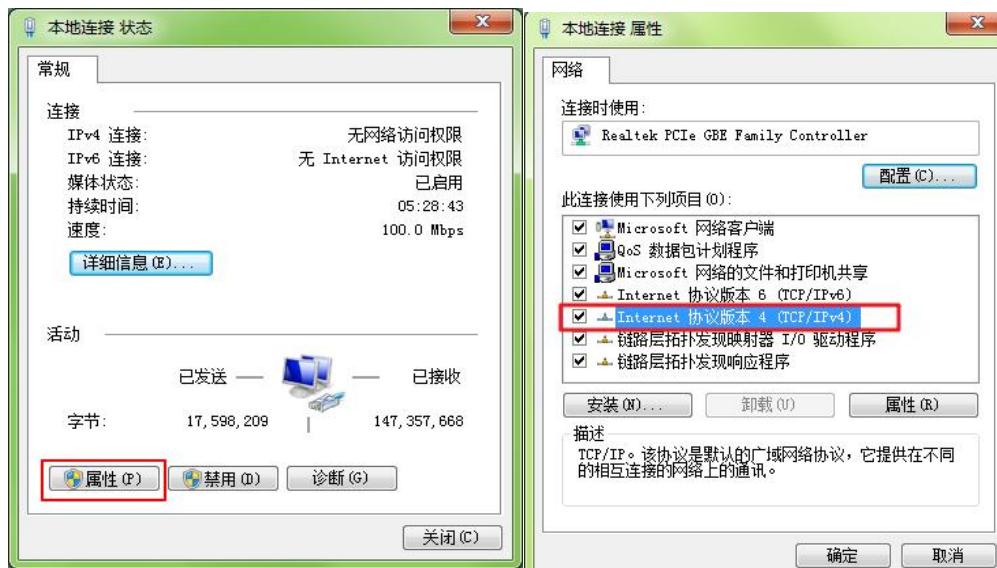 本地连接 状态
常规
连接
IPv4 连接: 无网络访问权限
IPv6 连接: 无 Internet 访问权限
媒体状态: 已启用
持续时间: 05:28:43
速度: 100.0 Mbps
详细信息(E)...
活动
已发送 — — 已接收
字节: 17,598,209 | 147,357,668
属性(P) 禁用(D) 诊断(G)
关闭(C)
本地连接 属性
网络
连接时使用:
Realtek PCIe GBE Family Controller
配置(C)...
此连接使用下列项目(O):
Microsoft 网络客户端
QoS 数据包计划程序
Microsoft 网络的文件和打印机共享
Internet 协议版本 6 (TCP/IPv6)
Internet 协议版本 4 (TCP/IPv4)
链路层拓扑发现映射器 I/O 驱动程序
链路层拓扑发现响应程序
安装(N)... 卸载(U) 属性(R)
描述
TCP/IP。该协议是默认的广域网络协议，它提供在不同
的相互连接的网络上的通讯。
确定 取消